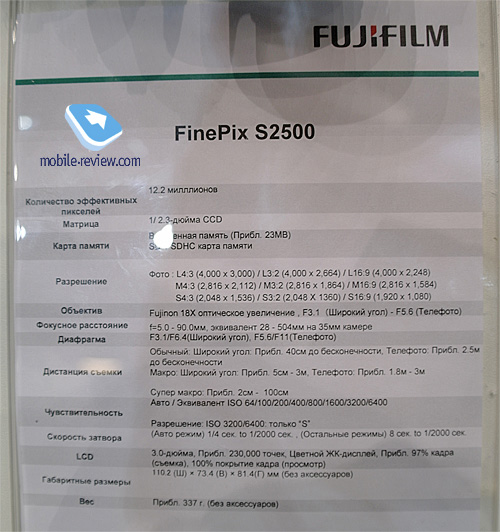 FUJIFILM
mobile-review.com
FinePix S2500
Количество эффективных пикселей
12.2 милллионов
Матрица
1/ 2.3-дюйма CCD
Карта памяти
память (Прибл. 23MB)
SDHC карта памяти
Разрешение
Фото : L4:3 (4,000 x 3,000) / L3:2 (4,000 x 2,664) / L16:9 (4,000 x 2,248)
M4:3 (2,816 x 2,112) / M3:2 (2,816 x 1,864) / M16:9 (2,816 x 1,584)
S4:3 (2,048 x 1,536) / S3:2 (2,048 X 1360) / S16:9 (1,920 x 1,080)
Объектив
Fujinon 18X оптическое увеличение , F3.1 (Широкий угол) - F5.6 (Телефото)
Фокусное расстояние
f=5.0 - 90.0мм, эквивалент 28 - 504мм на 35мм камере
Диафрагма
F3.1/F6.4(Широкий угол), F5.6/F11(Телефото)
Дистанция съемки
Обычный: Широкий угол: Прибл. 40см до бесконечности, Телефото: Прибл. 2.5м
до бесконечности
Макро: Широкий угол: Прибл. 5см - 3м, Телефото: Прибл. 1.8м - 3м
Супер макро: Прибл. 2см - 100см
Чувствительность
Авто / Эквивалент ISO 64/100/200/400/800/1600/3200/6400
Разрешение: ISO 3200/6400: только "S"
Скорость затвора
(Авто режим) 1/4 сек. to 1/2000 сек. , (Остальные режимы) 8 сек. to 1/2000 сек.
LCD
3.0-дюйма, Прибл. 230,000 точек, Цветной ЖК-дисплей, Прибл. 97% кадра
(съемка), 100% покрытие кадра (просмотр)
Габаритные размеры
110.2 (Ш) × 73.4 (В) × 81.4(Г) мм (без аксессуаров)
Вес
Прибл. 337 г. (без аксессуаров)